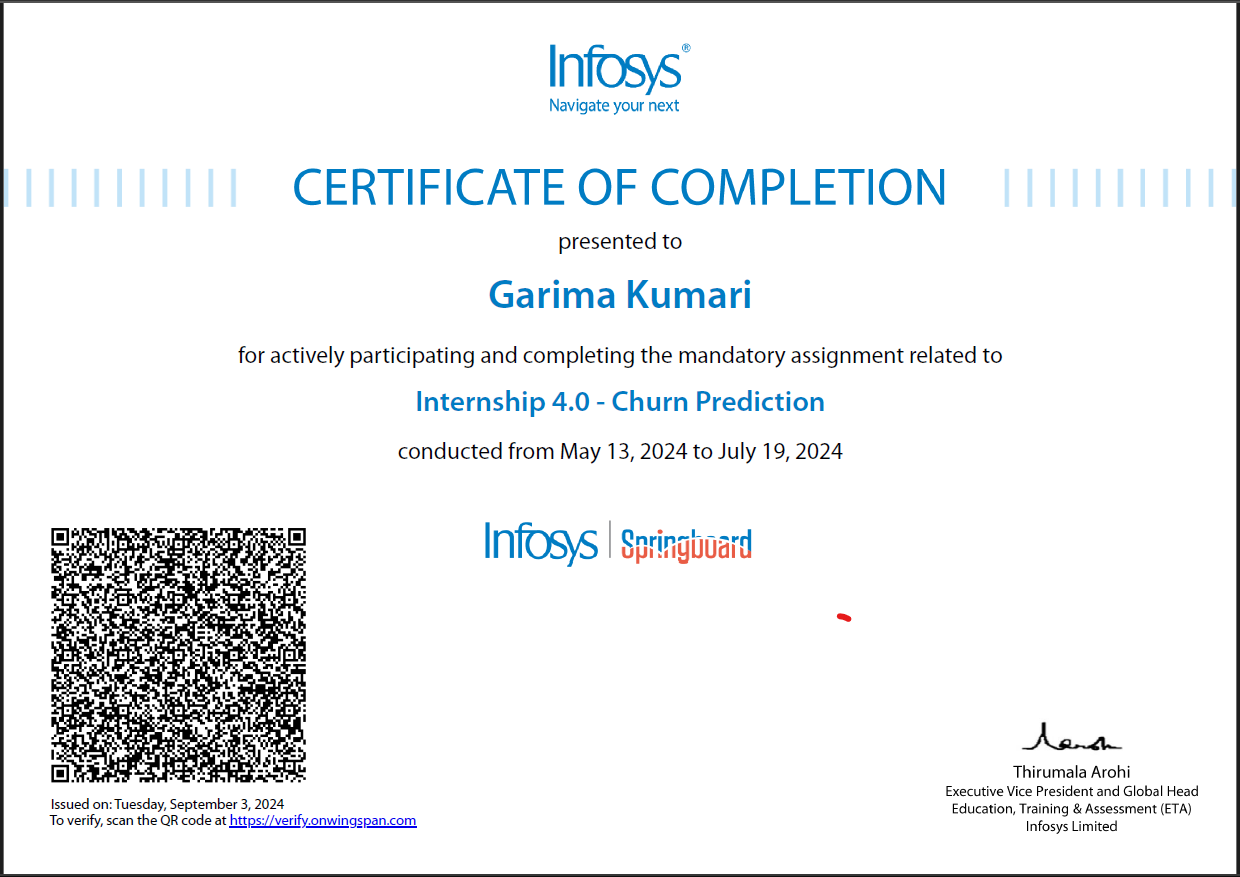 Infosys®
Navigate your next
CERTIFICATE OF COMPLETION
presented to
Garima Kumari
for actively participating and completing the mandatory assignment related to
Internship 4.0 - Churn Prediction
conducted from May 13, 2024 to July 19, 2024
Infosys | Springboard
Issued on: Tuesday, September 3, 2024
To verify, scan the QR code at https://verify.onwingspan.com
Thirumala Arohi
Executive Vice President and Global Head
Education, Training & Assessment (ETA)
Infosys Limited